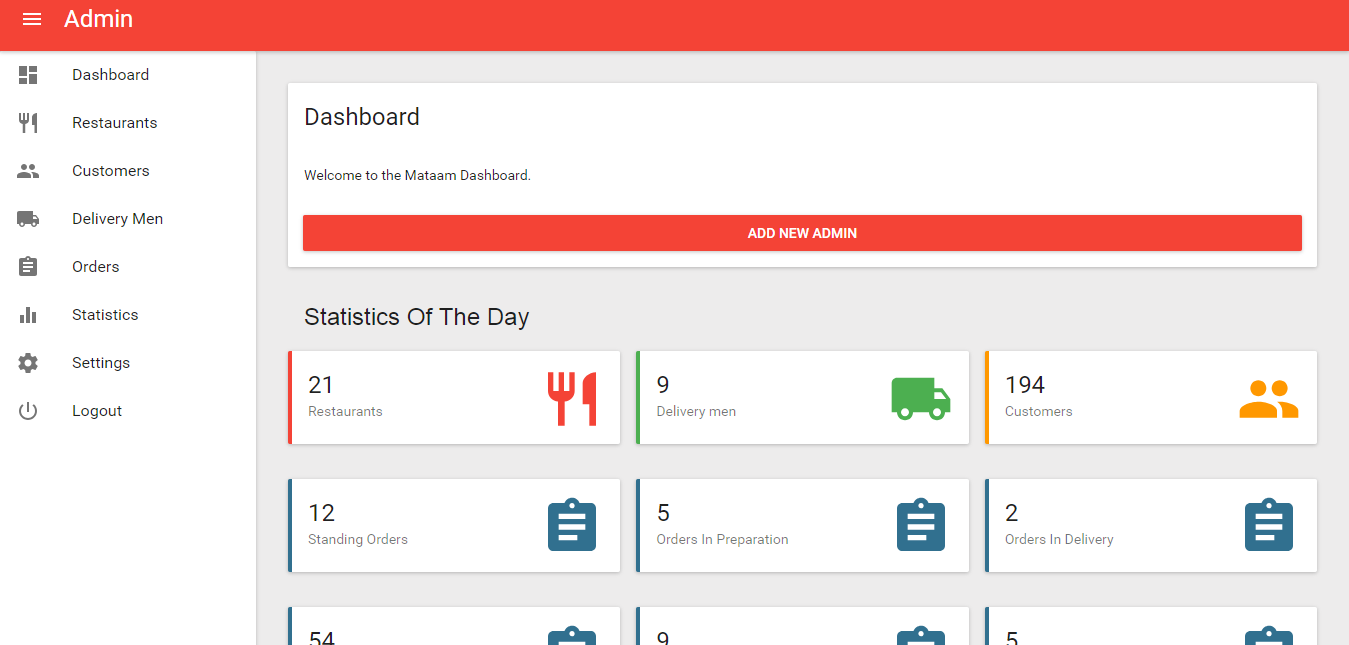 Admin
Dashboard
Restaurants
Customers
Delivery Men
Orders
Statistics
Settings
Logout
Dashboard
Welcome to the Mataam Dashboard.
ADD NEW ADMIN
Statistics Of The Day
21
Restaurants
9
Delivery men
194
Customers
12
Standing Orders
5
Orders In Preparation
2
Orders In Delivery
54
9
5